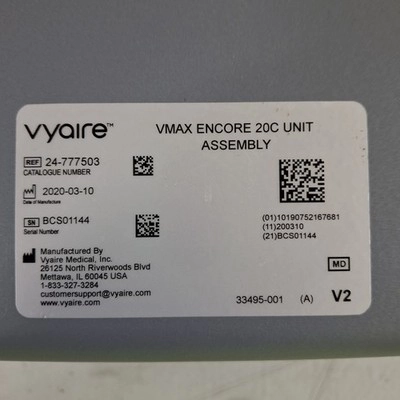 vyaire™
VMAX ENCORE 20C UNIT
ASSEMBLY
REF 24-777503
CATALOGUE NUMBER
2020-03-10
Date of Manufacture
SN BCS01144
Serial Number
(01)10190752167681
(11)200310
(21)BCS01144
Manufactured By
Vyaire Medical, Inc.
26125 North Riverwoods Blvd
Mettawa, IL 60045 USA
1-833-327-3284
customersupport@vyaire.com
www.vyaire.com
MD
33495-001 (A) V2